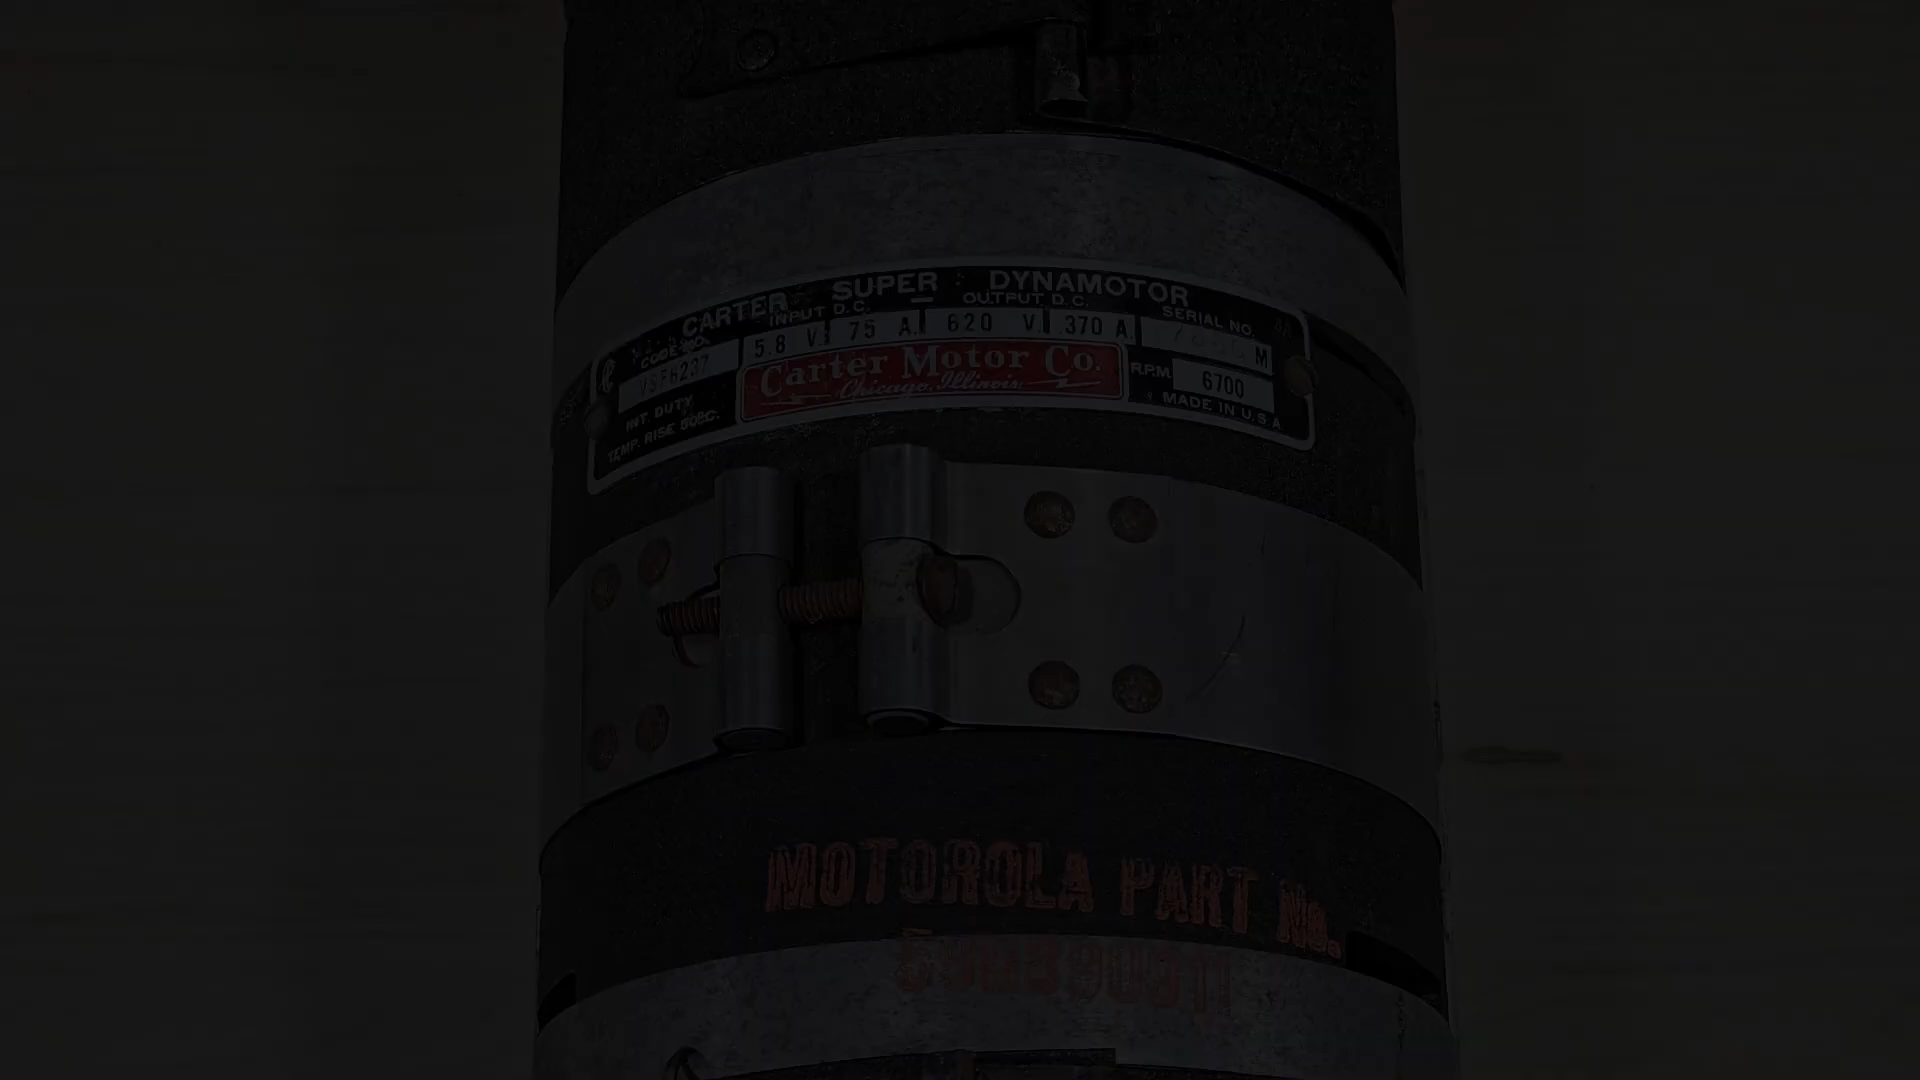 CARTER SUPER DYNAMOTOR
INPUT D.C. OUTPUT D.C. SERIAL NO.
CODE NO. 5.8 V. 75 A. 620 V. .370 A. M
Carter Motor Co.
Chicago, Illinois
R.P.M. 6700
INT. DUTY MADE IN U.S.A
TEMP. RISE 50°C.
MOTOROLA PART No.